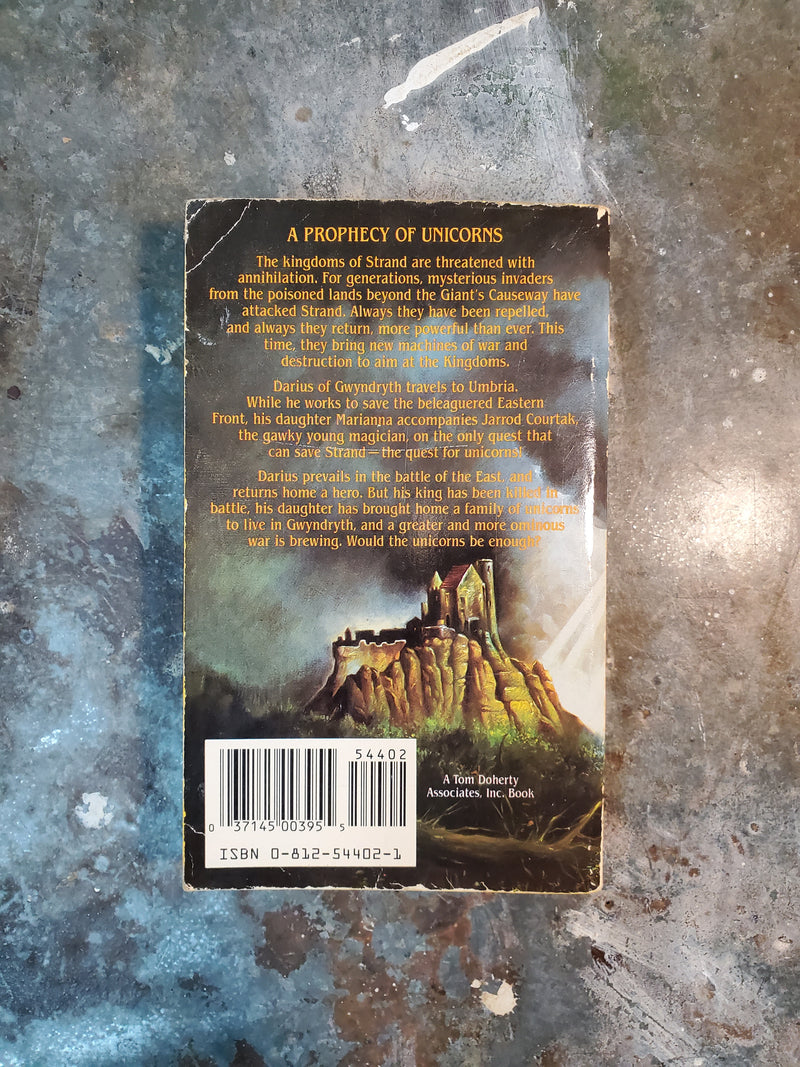 A PROPHECY OF UNICORNS
The kingdoms of Strand are threatened with
annihilation. For generations, mysterious invaders
from the poisoned lands beyond the Giant's Causeway have
attacked Strand. Always they have been repelled,
and always they return, more powerful than ever. This
time, they bring new machines of war and
destruction to aim at the Kingdoms.
Darius of Gwyndryth travels to Umbria.
While he works to save the beleaguered Eastern
Front, his daughter Marianna accompanies Jarrod Courtak,
the gawky young magician, on the only quest that
can save Strand—the quest for unicorns!
Darius prevails in the battle of the East, and
returns home a hero. But his king has been killed in
battle, his daughter has brought home a family of unicorns
to live in Gwyndryth, and a greater and more ominous
war is brewing. Would the unicorns be enough?
54402
0 37145 00395 5
ISBN 0-812-54402-1
A Tom Doherty
Associates, Inc. Book